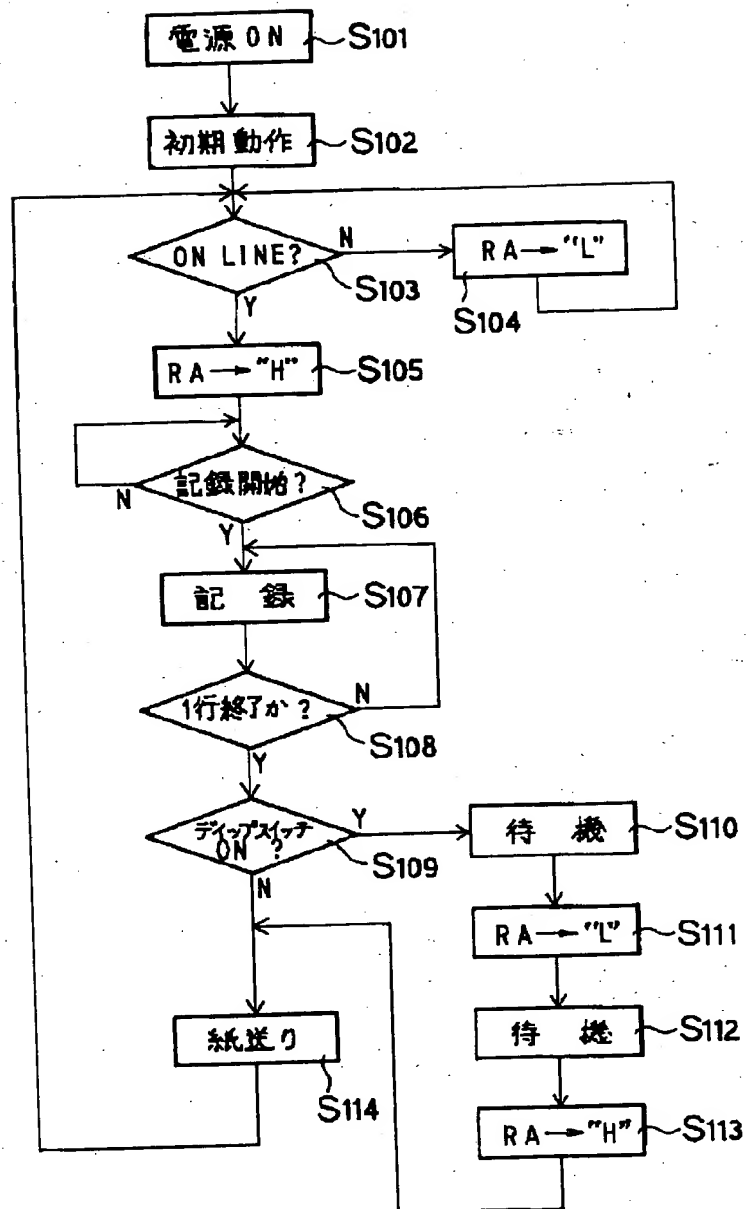 電源ON
S101
初期動作
S102
ON LINE?
N
Y
S103
RA→"L"
S104
RA→"H"
S105
記録開始?
N
Y
S106
記 録
S107
1行終了か?
N
Y
S108
ディップスイッチ
ON ?
Y
N
S109
待 機
S110
RA→"L"
S111
待 機
S112
RA→"H"
S113
紙送り
S114